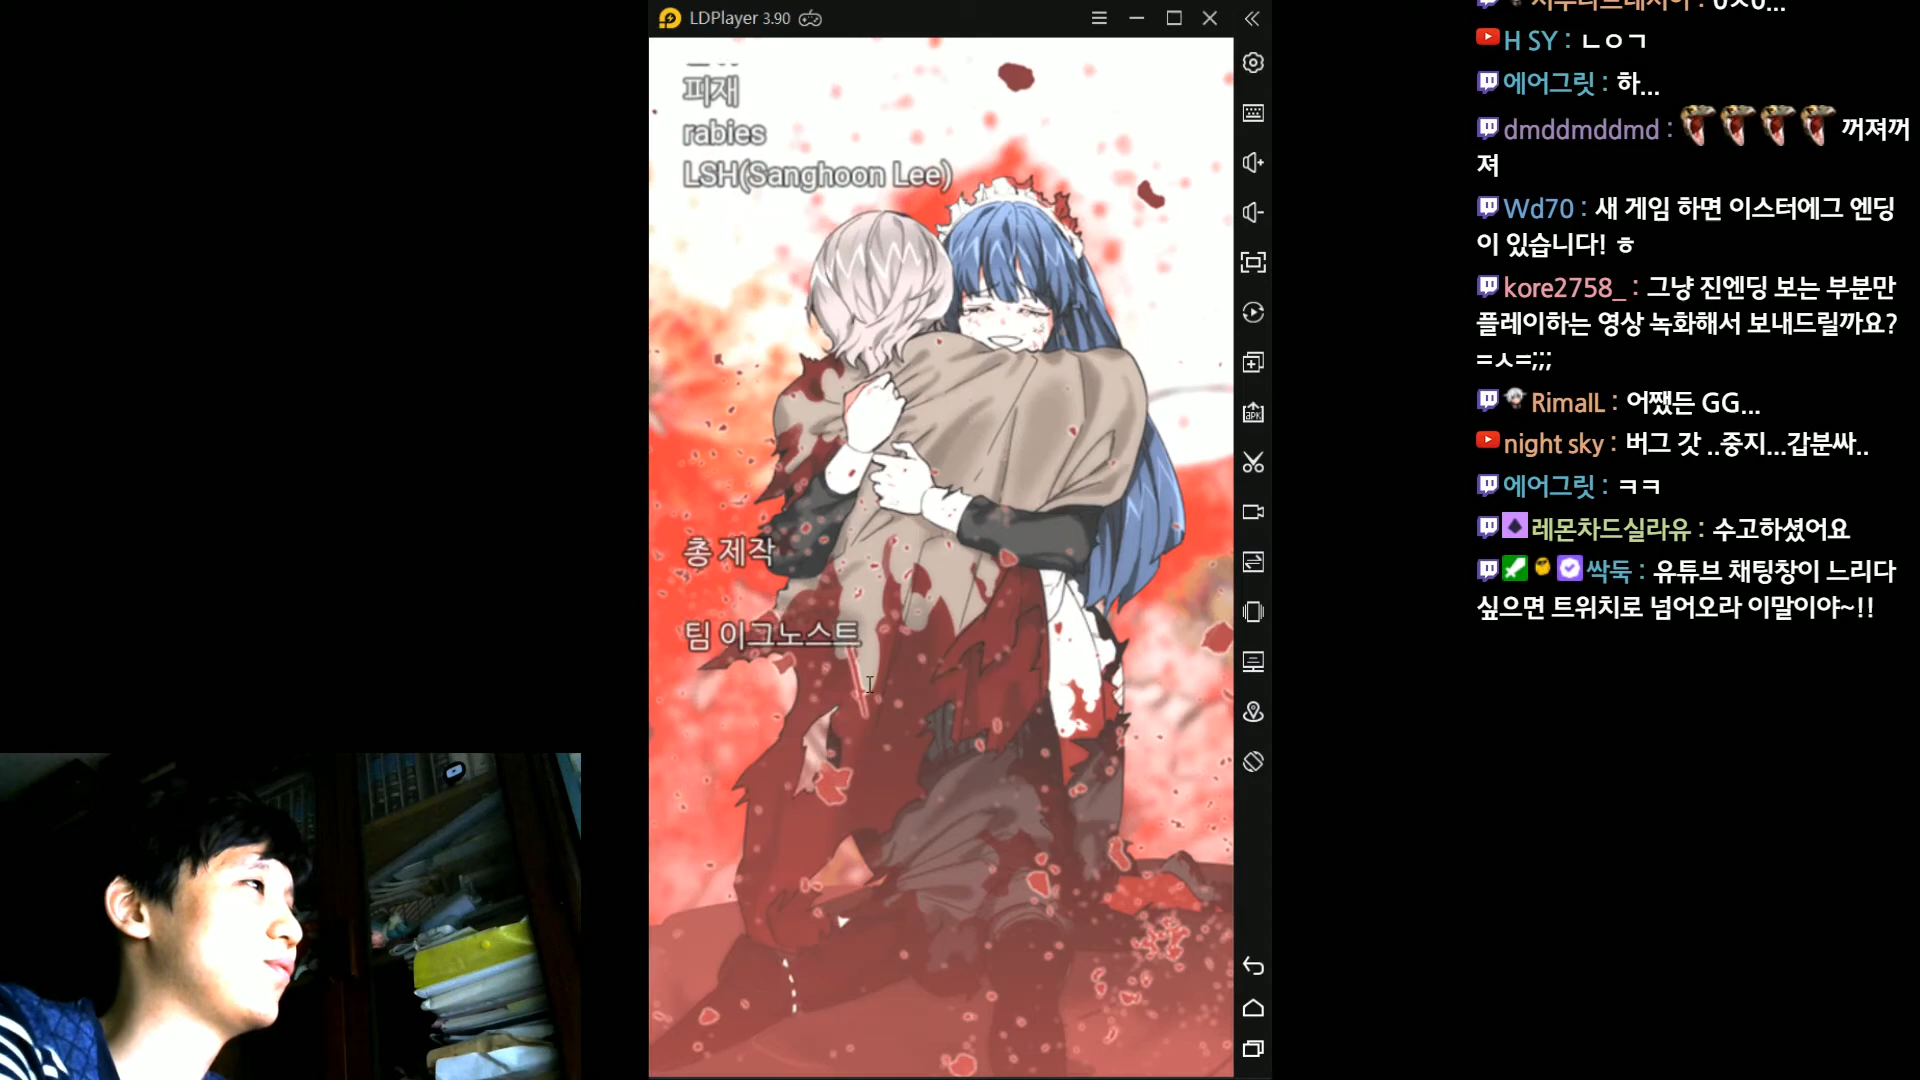 LDPlayer 3.90
피재
rabies
LSH(Sanghoon Lee)
총 제작
팀 이그노스트
APK
H SY : ㄴㅇㄱ
에어그릿 : 하...
dmddmddmd : 꺼져꺼
져
Wd70 : 새 게임 하면 이스터에그 엔딩
이 있습니다! ㅎ
kore2758_ : 그냥 진엔딩 보는 부분만
플레이하는 영상 녹화해서 보내드릴까요?
=ㅅ=;;;
RimalL : 어쨌든 GG...
night sky : 버그 갓 ..중지...갑분싸..
에어그릿 : ㅋㅋ
레몬차드실라유 : 수고하셨어요
싹둑 : 유튜브 채팅창이 느리다
싶으면 트위치로 넘어오라 이말이야~!!